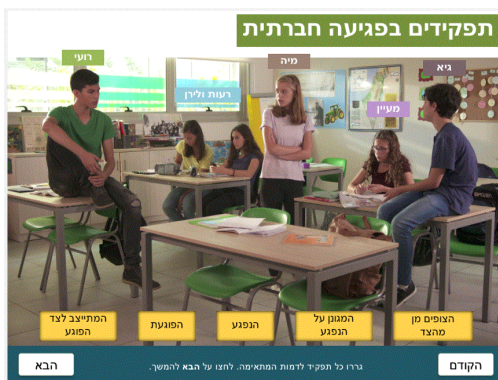 תפקידים בפגיעה חברתית
רועי
רעות ולירן
מיה
מעיין
גיא
הצופים מן
מהצד
המגונן על
הנפגע
הנפגע
הפוגעת
המתייצב לצד
הפוגע
הקודם
גררו כל תפקיד לדמות המתאימה. לחצו על הבא להמשך.
הבא